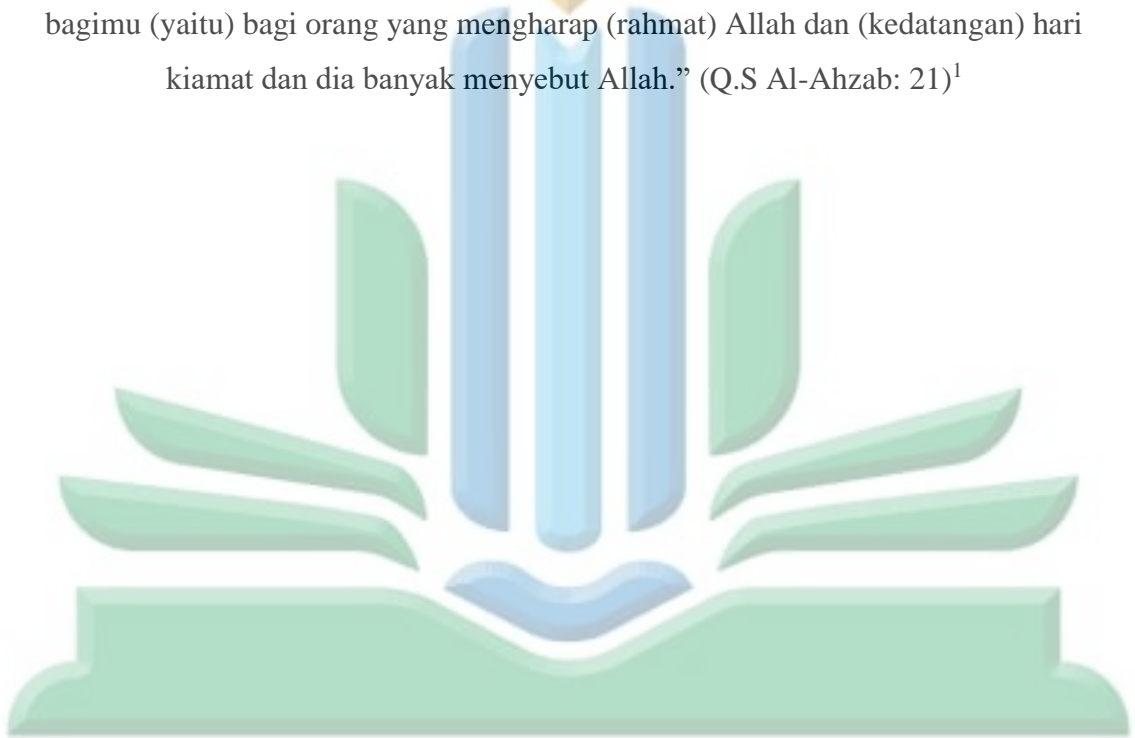 bagimu (yaitu) bagi orang yang mengharap (rahmat) Allah dan (kedatangan) hari
kiamat dan dia banyak menyebut Allah.” (Q.S Al-Ahzab: 21)¹